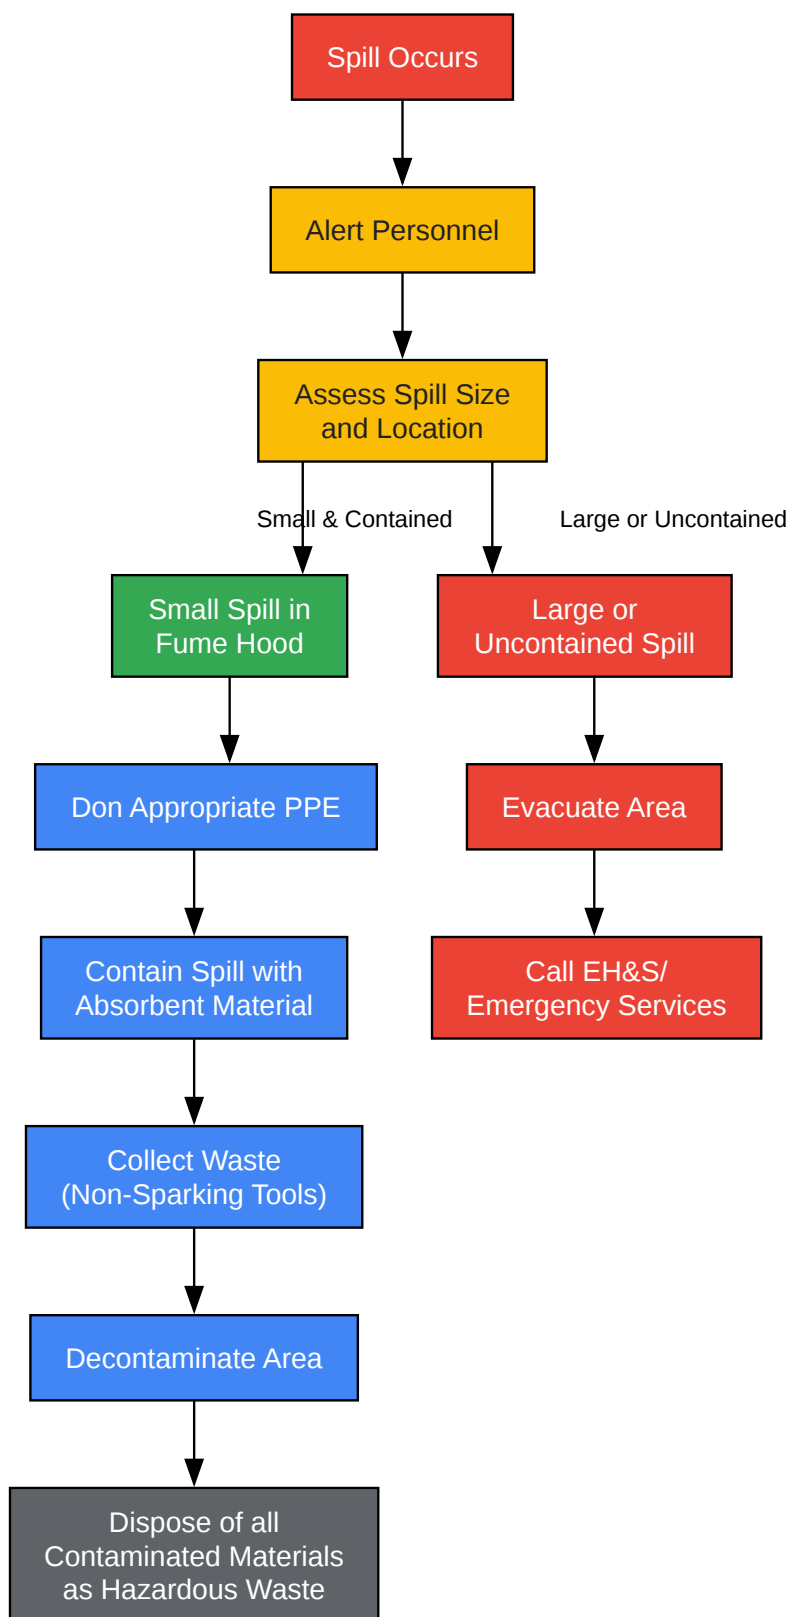 Spill Occurs
Alert Personnel
Assess Spill Size
and Location
Small & Contained
Large or Uncontained
Small Spill in
Fume Hood
Large or
Uncontained Spill
Don Appropriate PPE
Evacuate Area
Contain Spill with
Absorbent Material
Call EH&S/
Emergency Services
Collect Waste
(Non-Sparking Tools)
Decontaminate Area
Dispose of all
Contaminated Materials
as Hazardous Waste